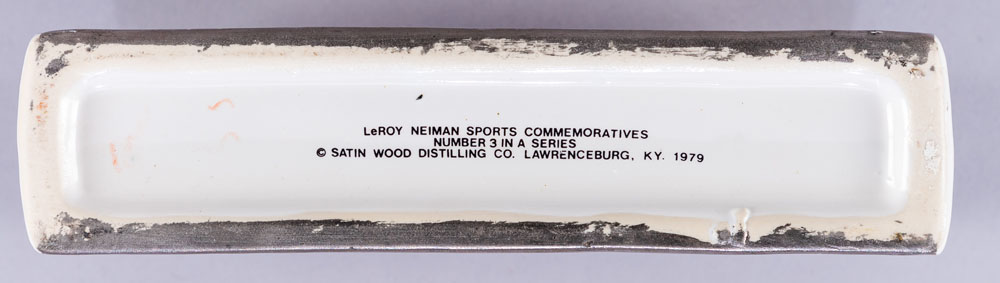 LeROY NEIMAN SPORTS COMMEMORATIVES
NUMBER 3 IN A SERIES
© SATIN WOOD DISTILLING CO. LAWRENCEBURG, KY. 1979